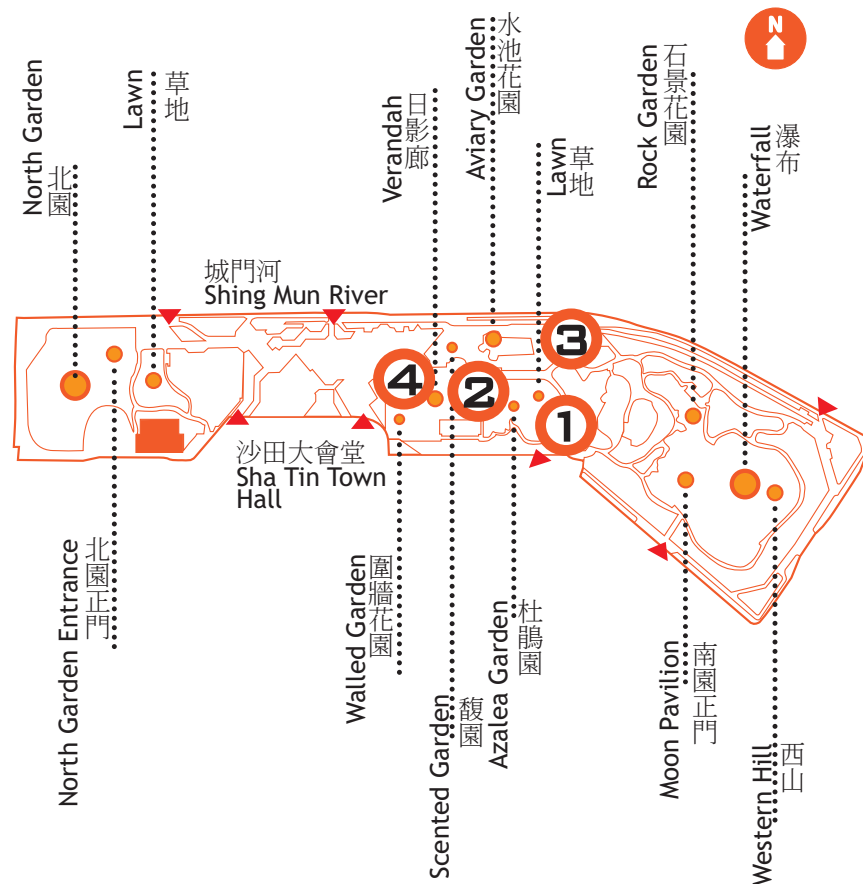 N
North Garden
北園
Lawn
草地
Verandah
日影廊
Aviary Garden
水池花園
Lawn
草地
Rock Garden
石景花園
Waterfall
瀑布
城門河
Shing Mun River
3
4
2
1
沙田大會堂
Sha Tin Town
Hall
North Garden Entrance
北園正門
Walled Garden
圍牆花園
Scented Garden
馥園
Azalea Garden
杜鵑園
Moon Pavilion
南園正門
Western Hill
西山